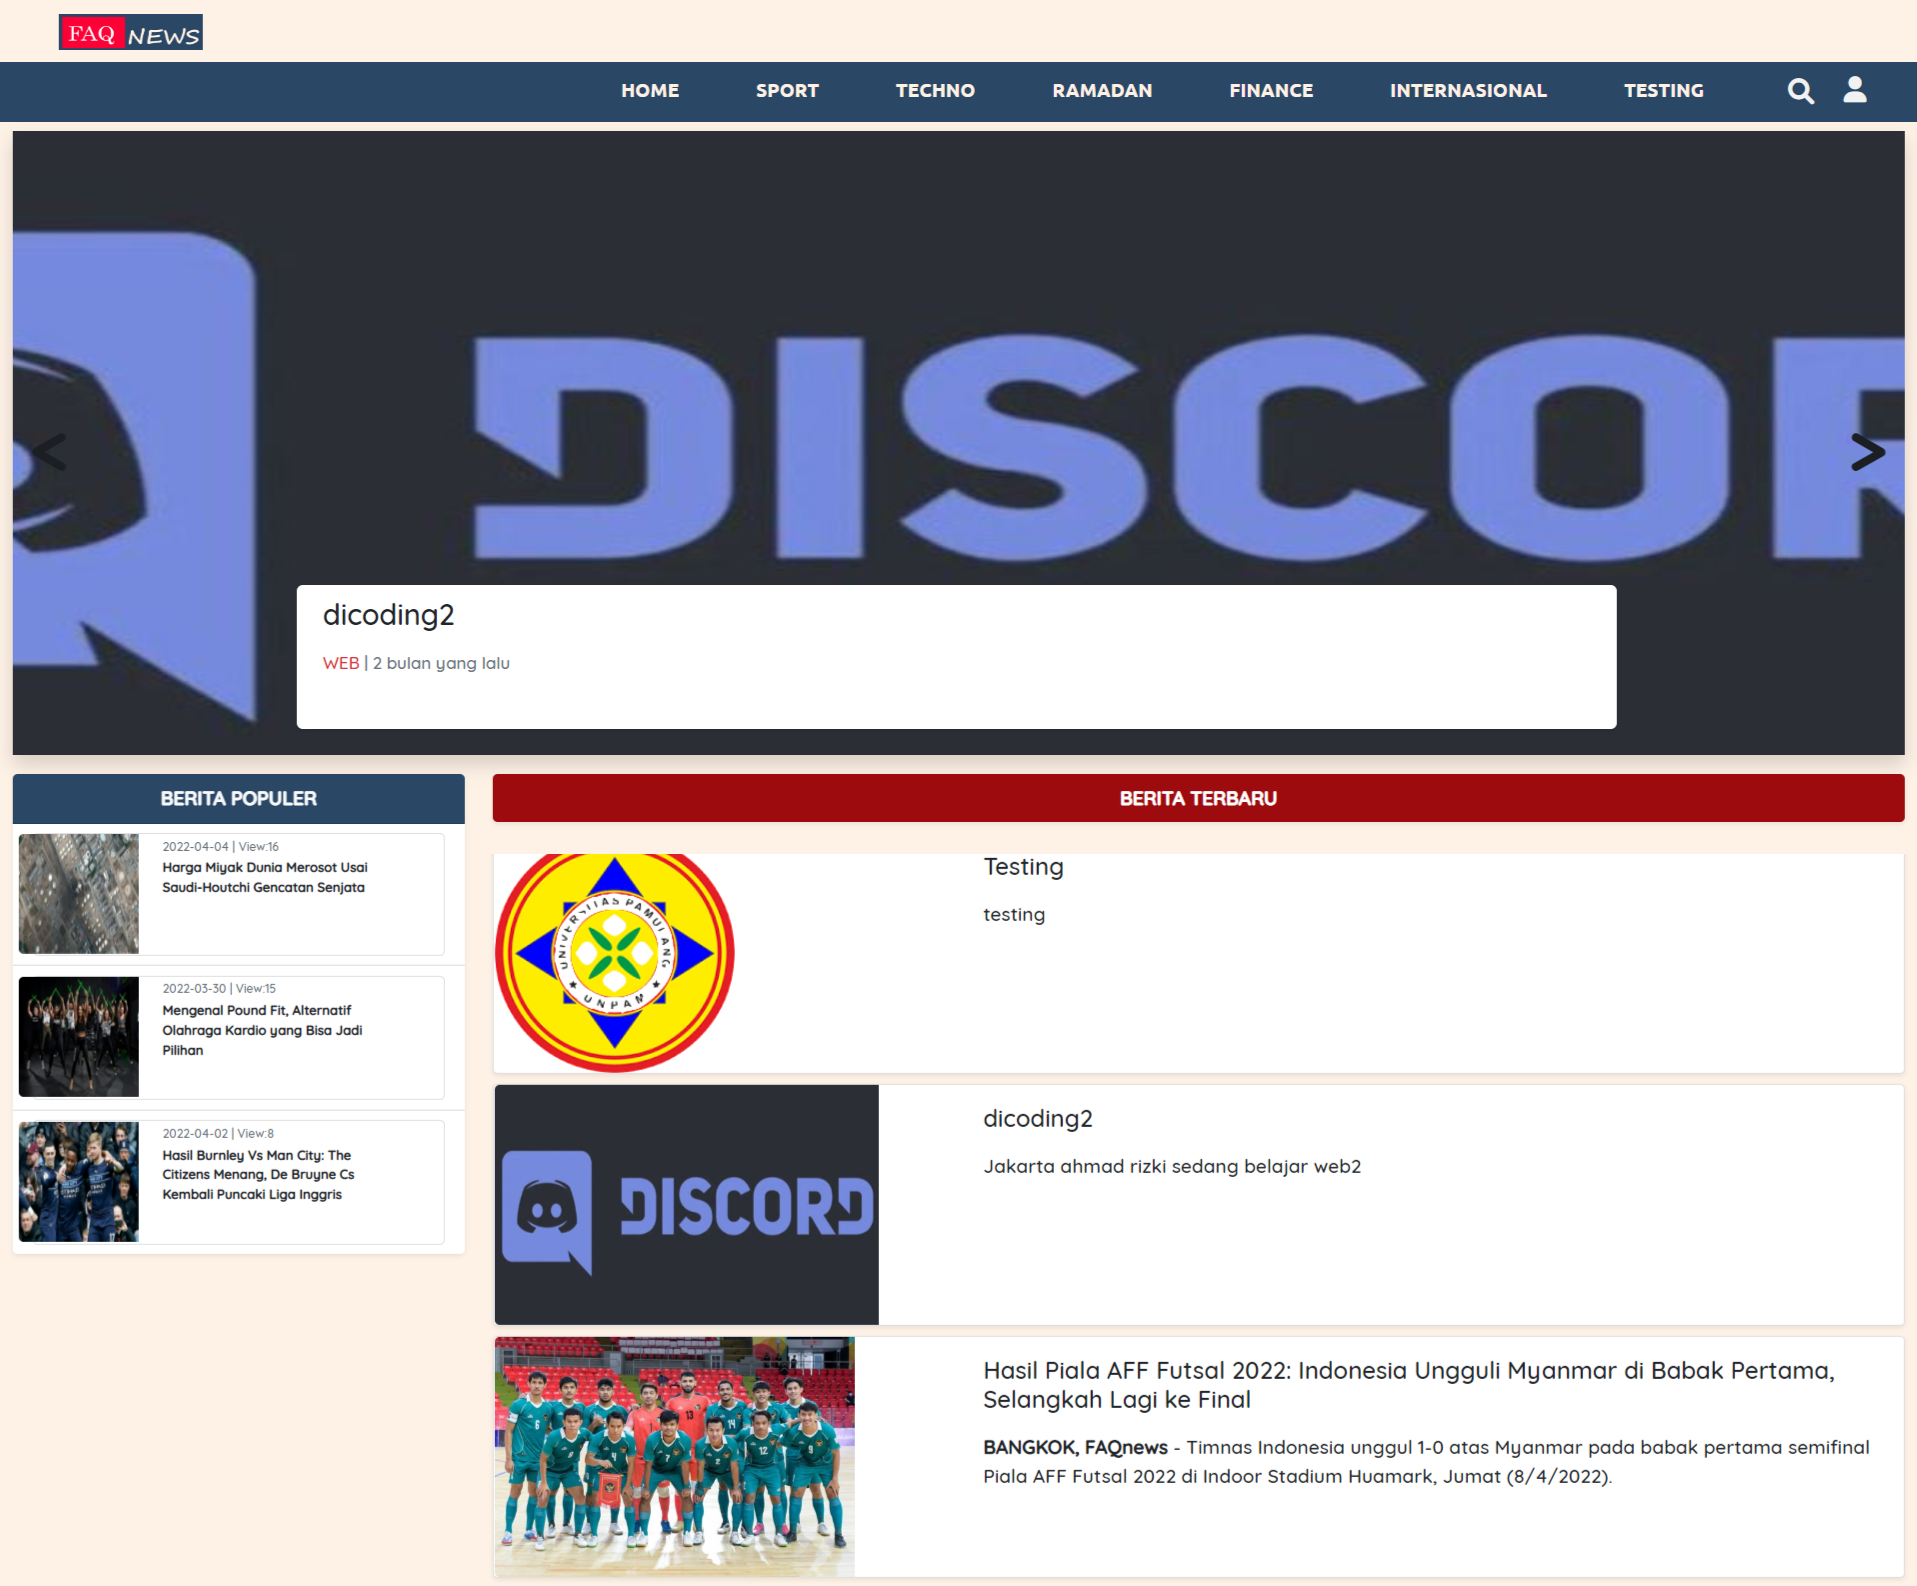 FAQ NEWS
HOME SPORT TECHNO RAMADAN FINANCE INTERNASIONAL TESTING
DISCOR
<
>
dicoding2
WEB | 2 bulan yang lalu
BERITA POPULER
2022-04-04 | View:16
Harga Miyak Dunia Merosot Usai
Saudi-Houtchi Gencatan Senjata
2022-03-30 | View:15
Mengenal Pound Fit, Alternatif
Olahraga Kardio yang Bisa Jadi
Pilihan
2022-04-02 | View:8
Hasil Burnley Vs Man City: The
Citizens Menang, De Bruyne Cs
Kembali Puncaki Liga Inggris
BERITA TERBARU
UNIVERSITAS PAMULANG
UNPAM
Testing
testing
DISCORD
dicoding2
Jakarta ahmad rizki sedang belajar web2
Hasil Piala AFF Futsal 2022: Indonesia Ungguli Myanmar di Babak Pertama,
Selangkah Lagi ke Final
BANGKOK, FAQnews - Timnas Indonesia unggul 1-0 atas Myanmar pada babak pertama semifinal
Piala AFF Futsal 2022 di Indoor Stadium Huamark, Jumat (8/4/2022).